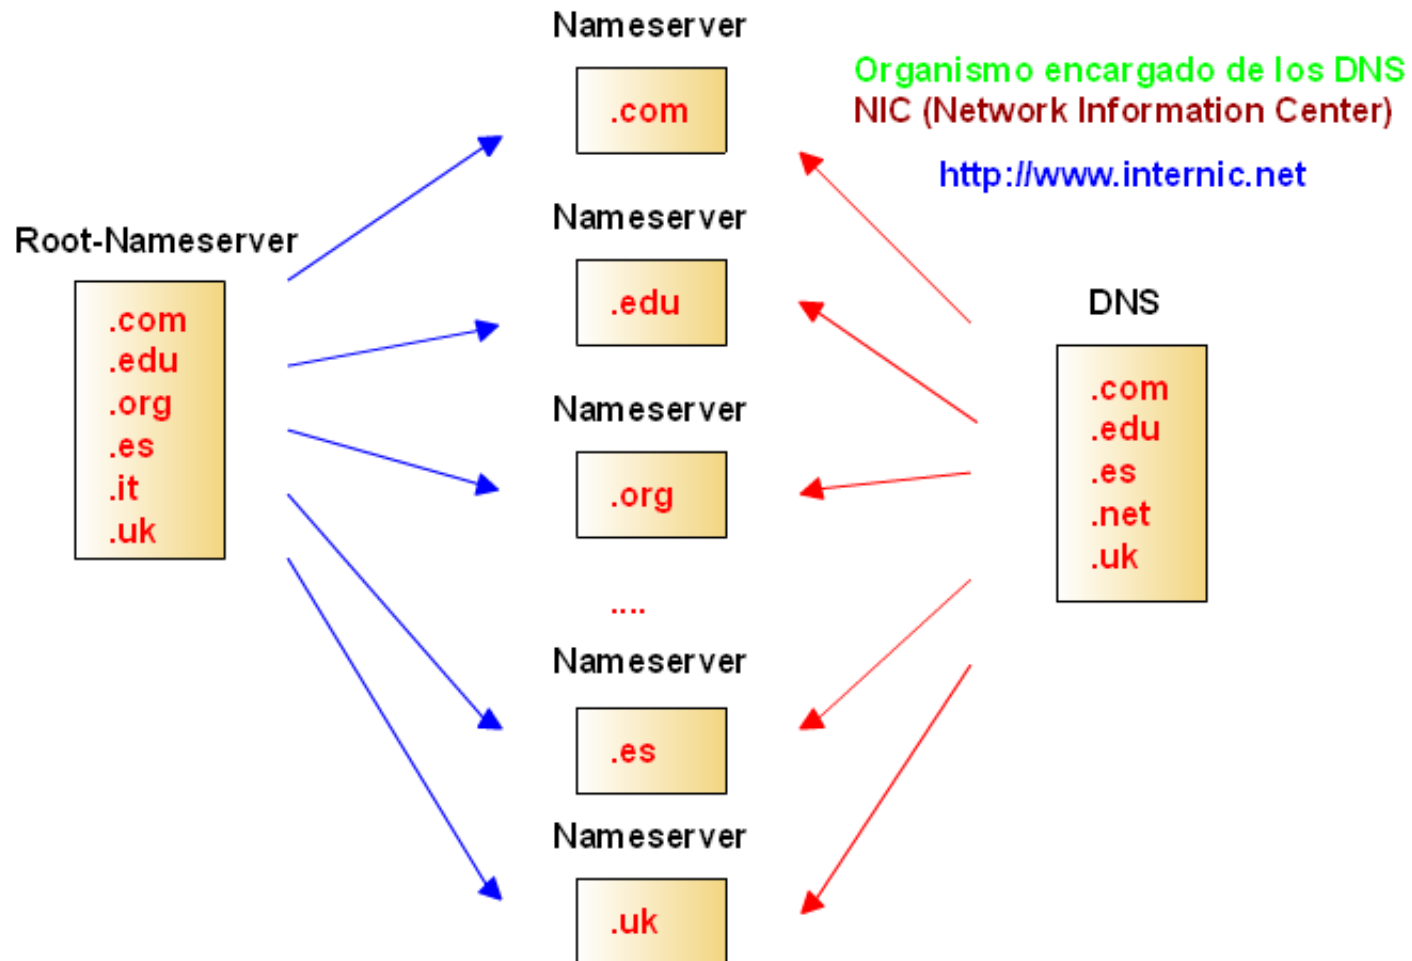 Nameserver
.com
Organismo encargado de los DNS
NIC (Network Information Center)
http://www.internic.net
Root-Nameserver
.com
.edu
.org
.es
.it
.uk
Nameserver
.edu
Nameserver
.org
....
Nameserver
.es
Nameserver
.uk
DNS
.com
.edu
.es
.net
.uk